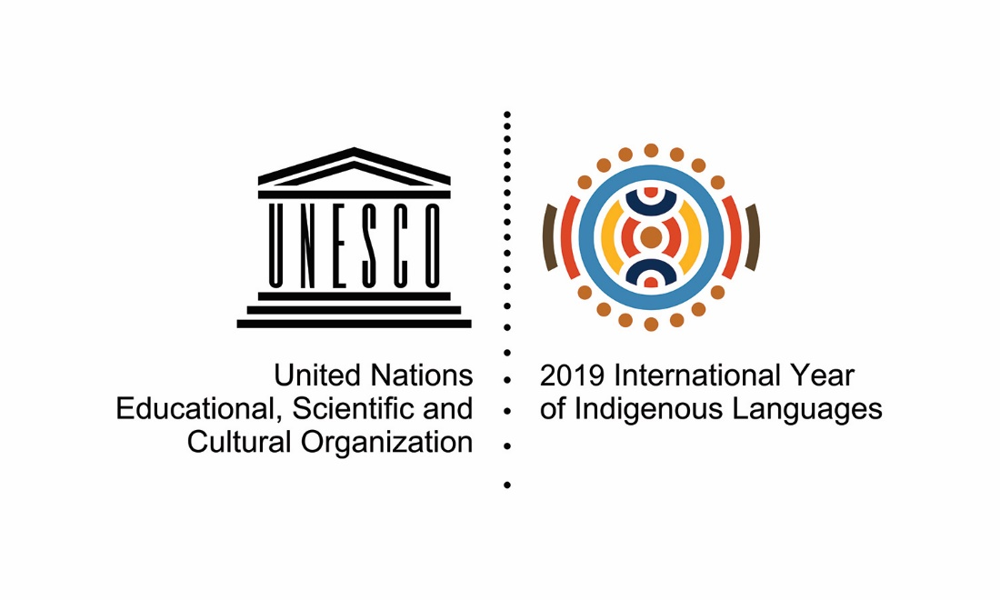 UNESCO
United Nations
Educational, Scientific and
Cultural Organization
2019 International Year
of Indigenous Languages